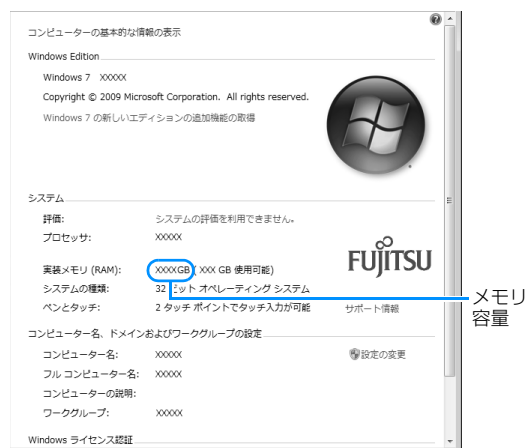 コンピューターの基本的な情報の表示
Windows Edition
Windows 7 XXXXX
Copyright © 2009 Microsoft Corporation. All rights reserved.
Windows 7 の新しいエディションの追加機能の取得
システム
評価: システムの評価を利用できません。
プロセッサ: XXXXX
FUJITSU
実装メモリ (RAM): XXXXGB ( XXX GB 使用可能)
システムの種類: 32 ビット オペレーティング システム
ペンとタッチ: 2 タッチ ポイントでタッチ入力が可能
サポート情報
メモリ
容量
コンピューター名、ドメインおよびワークグループの設定
コンピューター名: XXXXX
設定の変更
フル コンピューター名: XXXXX
コンピューターの説明:
ワークグループ: XXXXX
Windows ライセンス認証